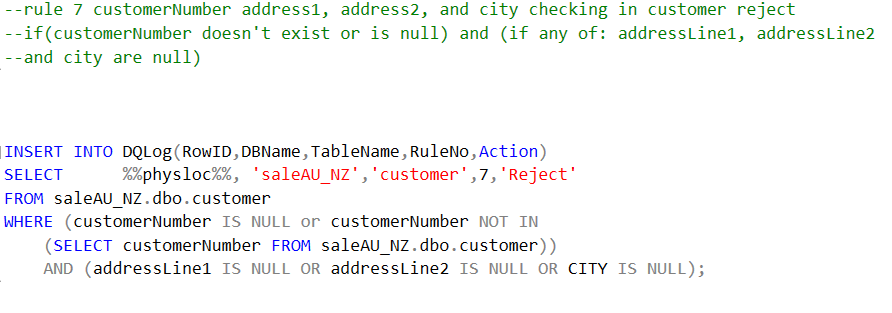 --rule 7 customerNumber address1, address2, and city checking in customer reject
--if(customerNumber doesn't exist or is null) and (if any of: addressLine1, addressLine2
--and city are null)
INSERT INTO DQLog(RowID,DBName,TableName,RuleNo,Action)
SELECT %%physloc%%, 'saleAU_NZ','customer',7,'Reject'
FROM saleAU_NZ.dbo.customer
WHERE (customerNumber IS NULL or customerNumber NOT IN
(SELECT customerNumber FROM saleAU_NZ.dbo.customer))
AND (addressLine1 IS NULL OR addressLine2 IS NULL OR CITY IS NULL);